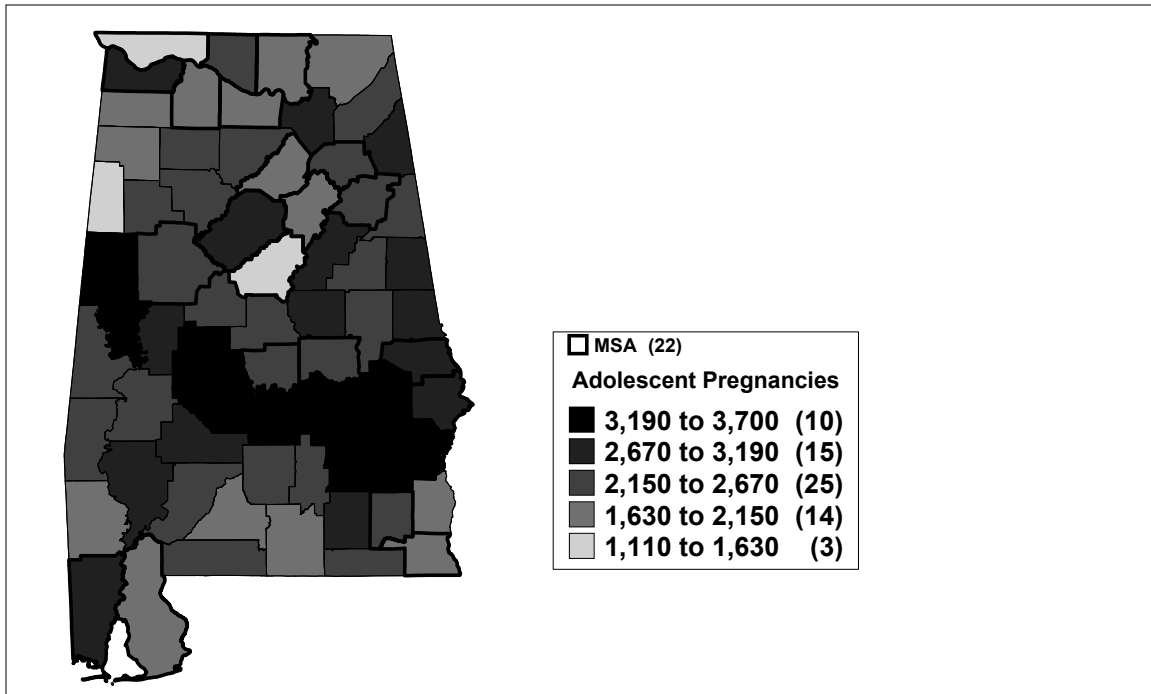 MSA (22)
Adolescent Pregnancies
3,190 to 3,700 (10)
2,670 to 3,190 (15)
2,150 to 2,670 (25)
1,630 to 2,150 (14)
1,110 to 1,630 (3)